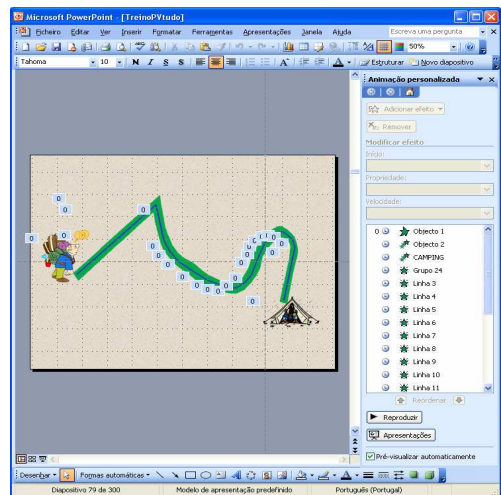 Microsoft PowerPoint - [TreinoPVtudo]
Ficheiro Editar Ver Inserir Formatar Ferramentas Apresentações Janela Ajuda Escreva uma pergunta
50%
Tahoma 10 N I S S Estruturar Novo diapositivo
Animação personalizada
Adicionar efeito
Remover
Modificar efeito
Início:
Propriedade:
Velocidade:
0 Objecto 1
Objecto 2
CAMPING
Grupo 24
Linha 3
Linha 4
Linha 5
Linha 6
Linha 7
Linha 8
Linha 9
Linha 10
Linha 11
Reordenar
Reproduzir
Apresentações
Pré-visualizar automaticamente
Desenhar Formas automáticas
Diapositivo 79 de 300 Modelo de apresentação predefinido Português (Portugal)